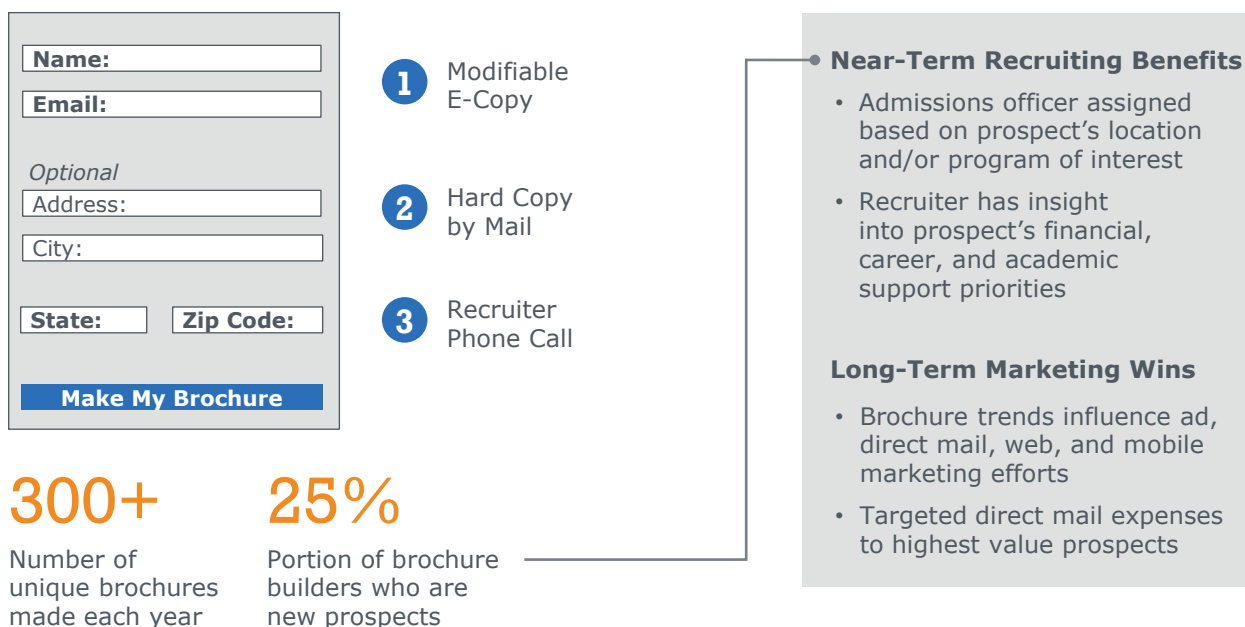 Name:
Email:
Optional
Address:
City:
State:
Zip Code:
Make My Brochure
1
Modifiable
E-Copy
2
Hard Copy
by Mail
3
Recruiter
Phone Call
300+
Number of
unique brochures
made each year
25%
Portion of brochure
builders who are
new prospects
Near-Term Recruiting Benefits
• Admissions officer assigned
based on prospect’s location
and/or program of interest
• Recruiter has insight
into prospect’s financial,
career, and academic
support priorities
Long-Term Marketing Wins
• Brochure trends influence ad,
direct mail, web, and mobile
marketing efforts
• Targeted direct mail expenses
to highest value prospects